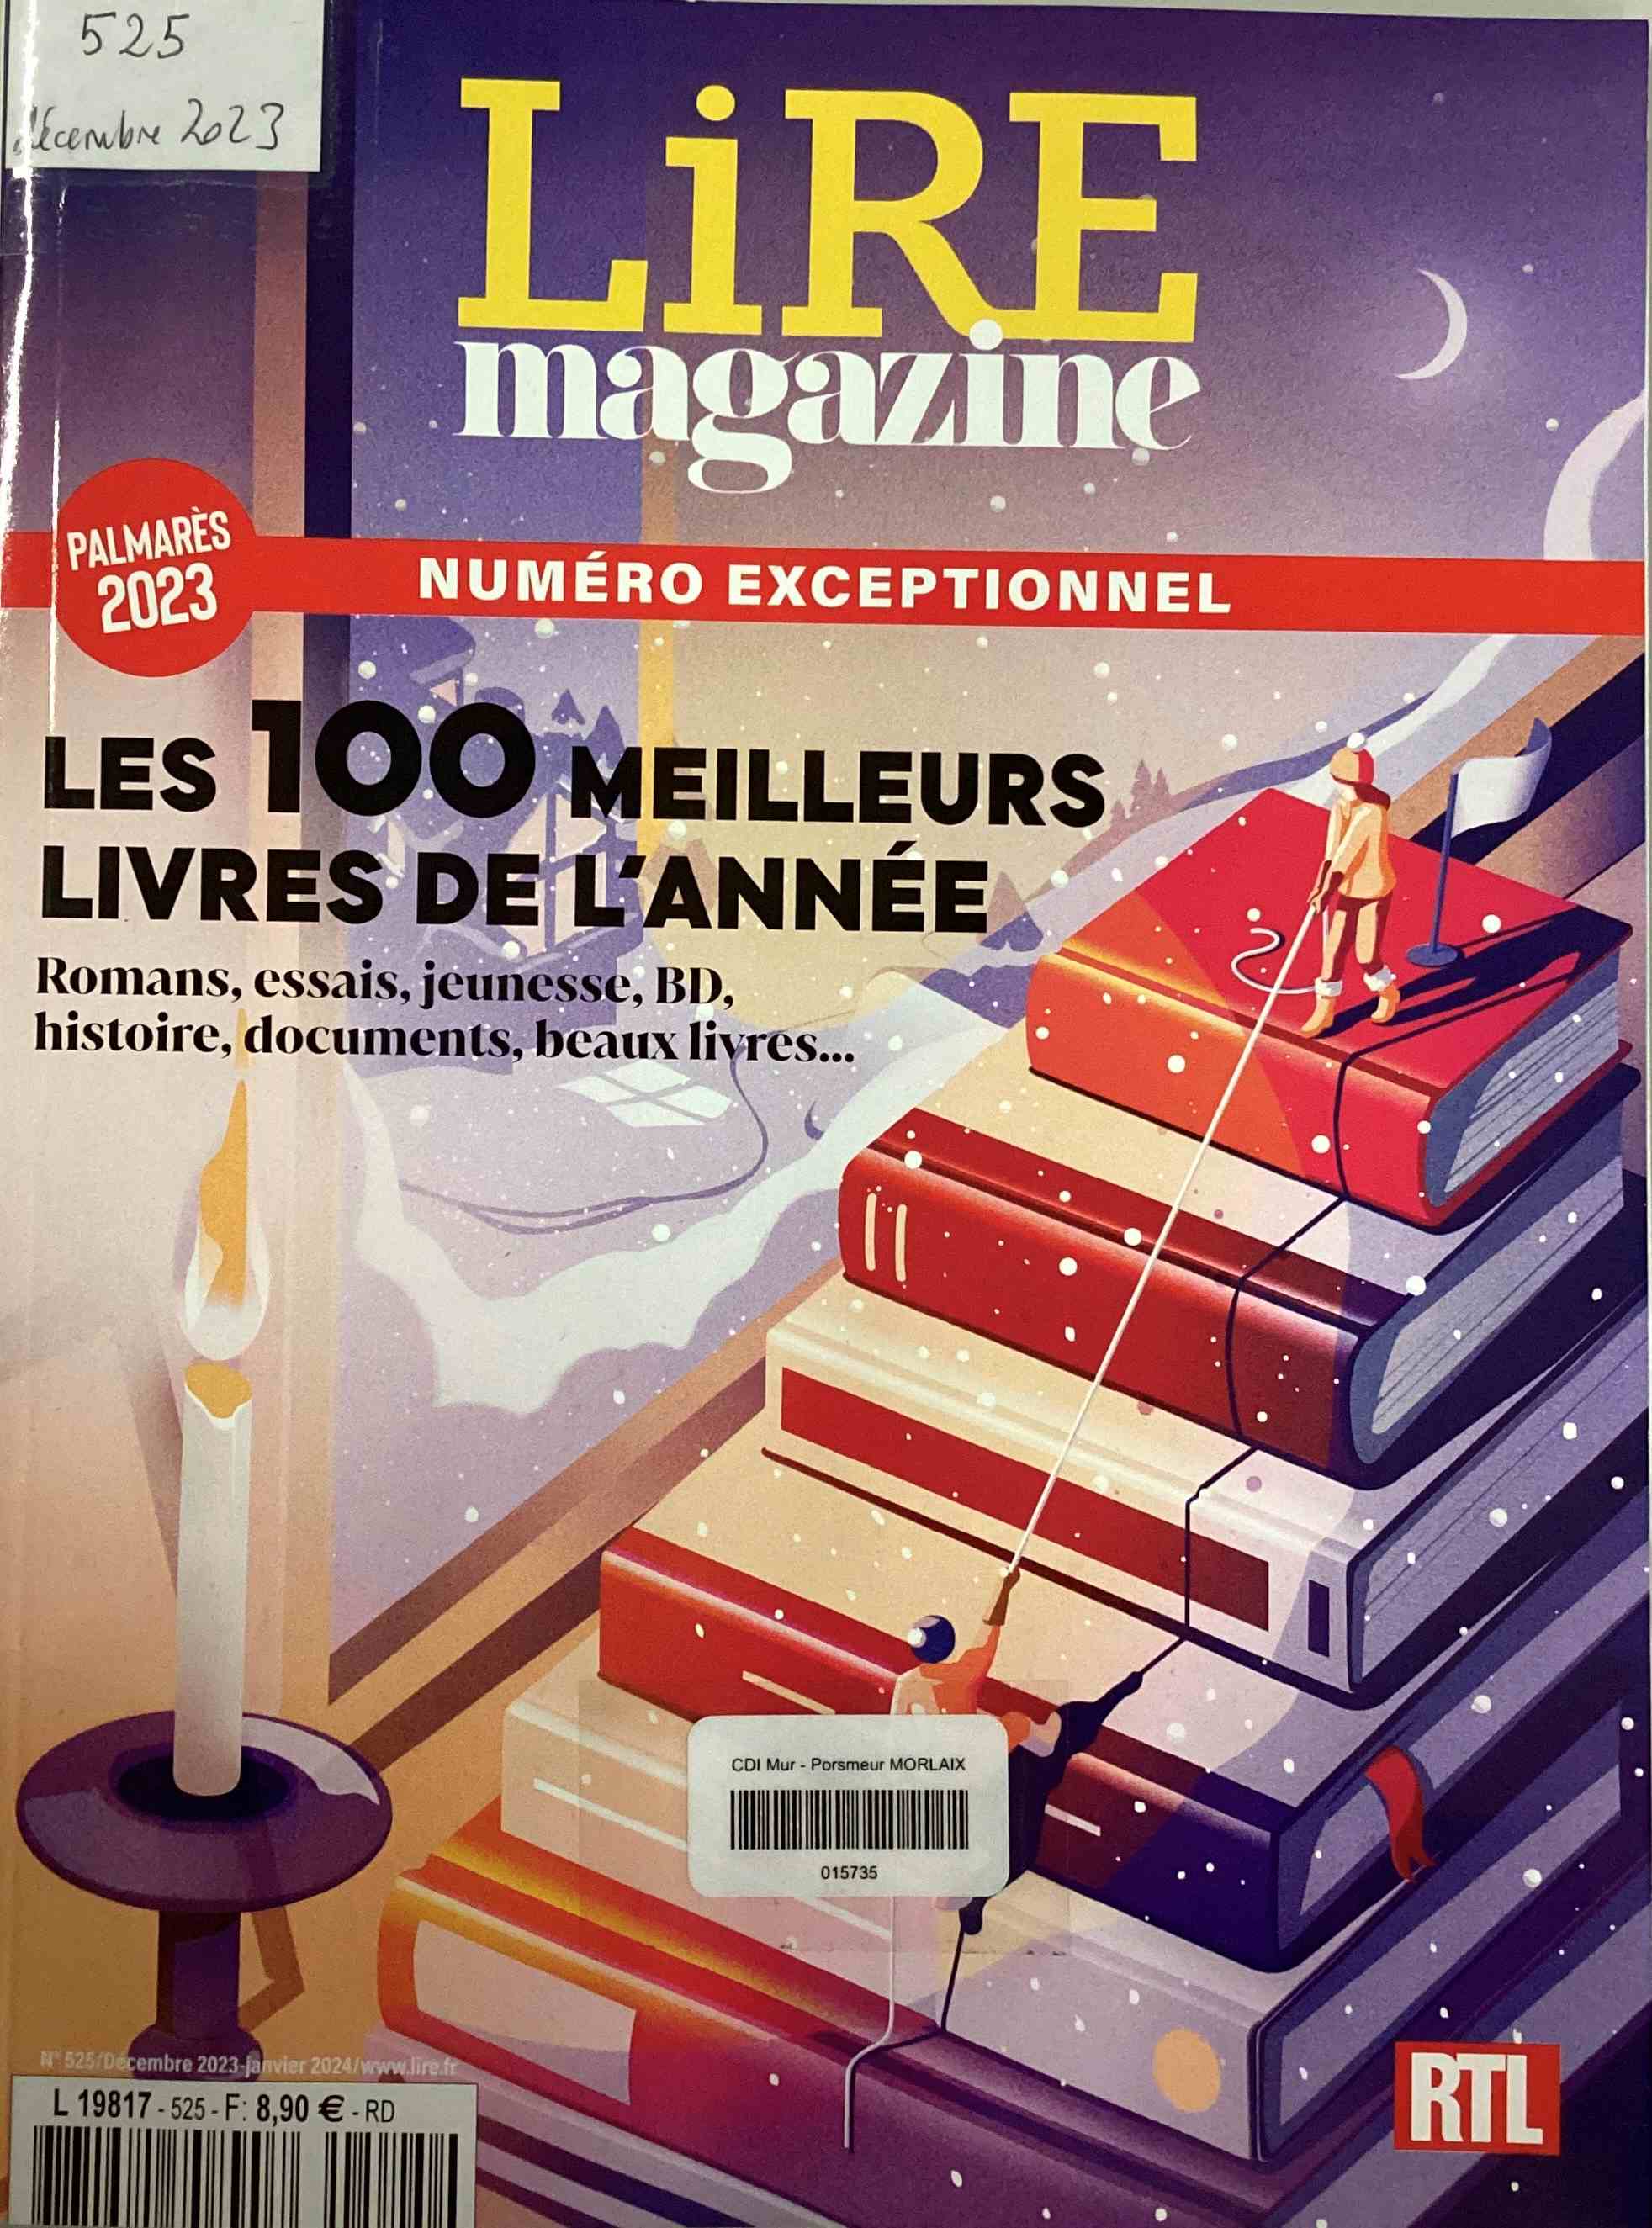 525
décembre 2023
LiRE
magazine
PALMARÈS
2023
NUMÉRO EXCEPTIONNEL
LES 100 MEILLEURS
LIVRES DE L'ANNÉE
Romans, essais, jeunesse, BD,
histoire, documents, beaux livres...
CDI Mur - Porsmeur MORLAIX
015735
N° 525/Décembre 2023-janvier 2024/www.lire.fr
L 19817 - 525 - F: 8,90 € - RD
RTL